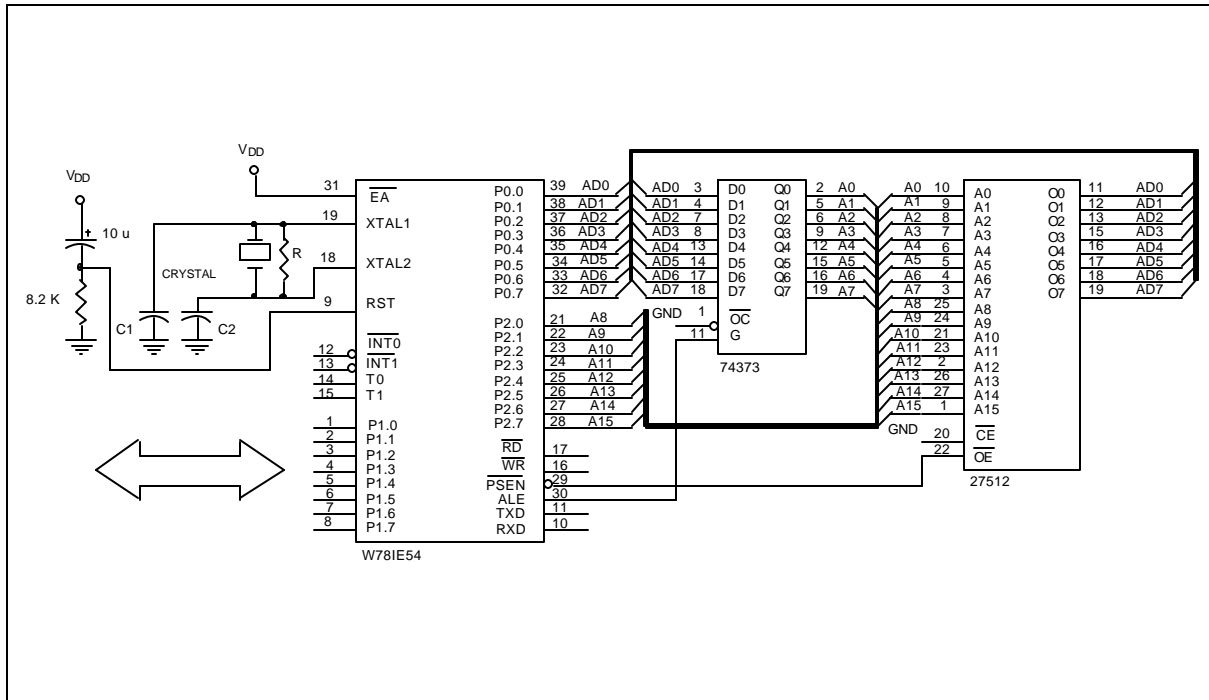 VDD
10 u
8.2 K
VDD
C1
C2
CRYSTAL
R
31 EA
19 XTAL1
18 XTAL2
9 RST
12 INT0
13 INT1
14 T0
15 T1
1 P1.0
2 P1.1
3 P1.2
4 P1.3
5 P1.4
6 P1.5
7 P1.6
8 P1.7
P0.0 39 AD0
P0.1 38 AD1
P0.2 37 AD2
P0.3 36 AD3
P0.4 35 AD4
P0.5 34 AD5
P0.6 33 AD6
P0.7 32 AD7
P2.0 21 A8
P2.1 22 A9
P2.2 23 A10
P2.3 24 A11
P2.4 25 A12
P2.5 26 A13
P2.6 27 A14
P2.7 28 A15
RD 17
WR 16
PSEN 29
ALE 30
TXD 11
RXD 10
W78IE54
AD0 3 D0 Q0 2 A0
AD1 4 D1 Q1 5 A1
AD2 7 D2 Q2 6 A2
AD3 8 D3 Q3 9 A3
AD4 13 D4 Q4 12 A4
AD5 14 D5 Q5 15 A5
AD6 17 D6 Q6 16 A6
AD7 18 D7 Q7 19 A7
GND 1 OC
11 G
74373
A0 10 A0 O0 11 AD0
A1 9 A1 O1 12 AD1
A2 8 A2 O2 13 AD2
A3 7 A3 O3 15 AD3
A4 6 A4 O4 16 AD4
A5 5 A5 O5 17 AD5
A6 4 A6 O6 18 AD6
A7 3 A7 O7 19 AD7
A8 25 A8
A9 24 A9
A10 21 A10
A11 23 A11
A12 2 A12
A13 26 A13
A14 27 A14
A15 1 A15
GND 20 CE
22 OE
27512